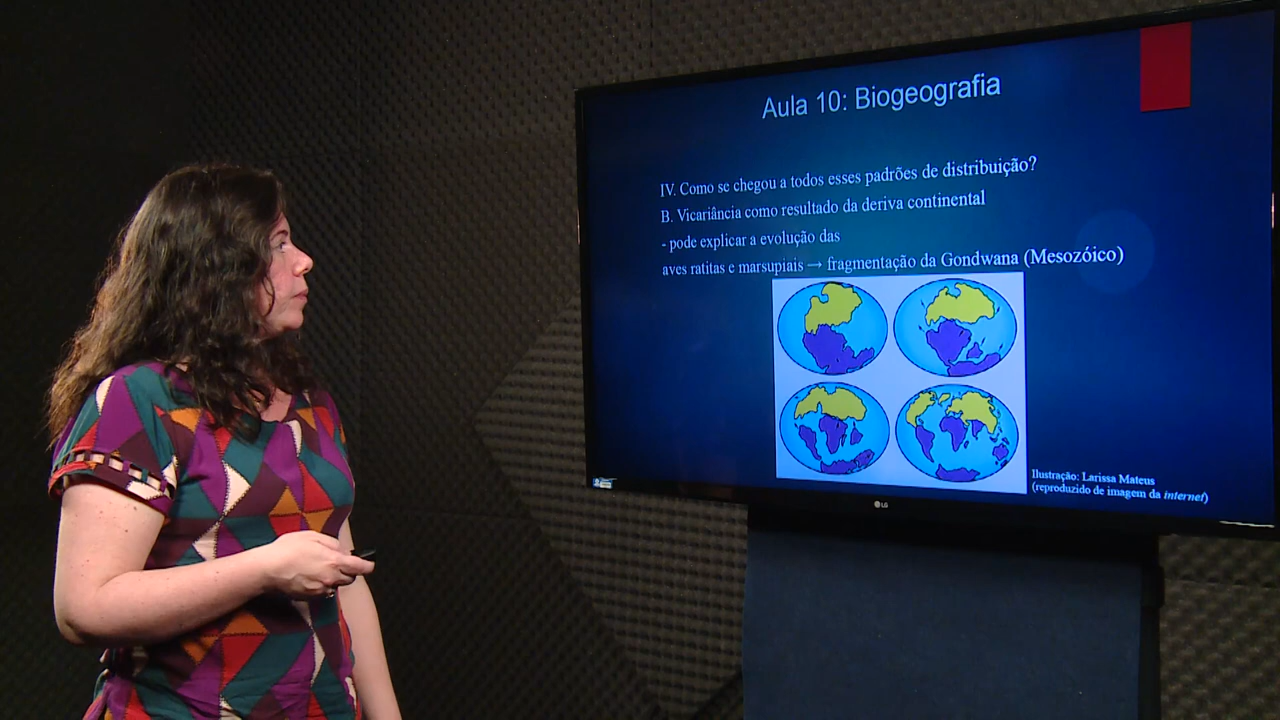 Aula 10: Biogeografia
IV. Como se chegou a todos esses padrões de distribuição?
B. Vicariância como resultado da deriva continental
- pode explicar a evolução das
aves ratitas e marsupiais → fragmentação da Gondwana (Mesozóico)
Ilustração: Larissa Mateus
(reproduzido de imagem da internet)
LG